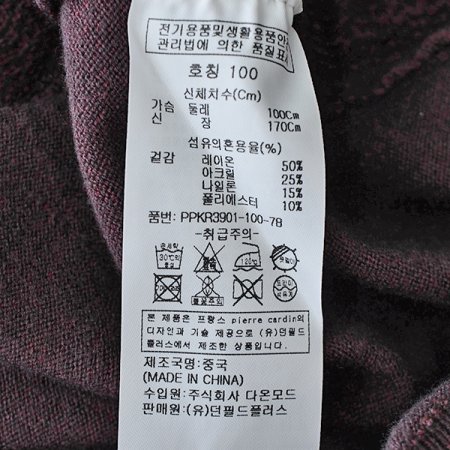 전기용품및생활용품안
관리법에 의한 품질표
호칭 100
신체치수(Cm)
가슴 둘레 100Cm
신 장 170Cm
섬유의혼용율(%)
겉감 레이온 50%
아크릴 25%
나일론 15%
폴리에스터 10%
품번: PPKR3901-100-78
-취급주의-
30℃ 120℃
본 제품은 프랑스 pierre cardin의
디자인과 기술 제공으로 (유)던필드
플러스에서 제조한 상품입니다.
제조국명:중국
(MADE IN CHINA)
수입원: 주식회사 다온모드
판매원: (유)던필드플러스